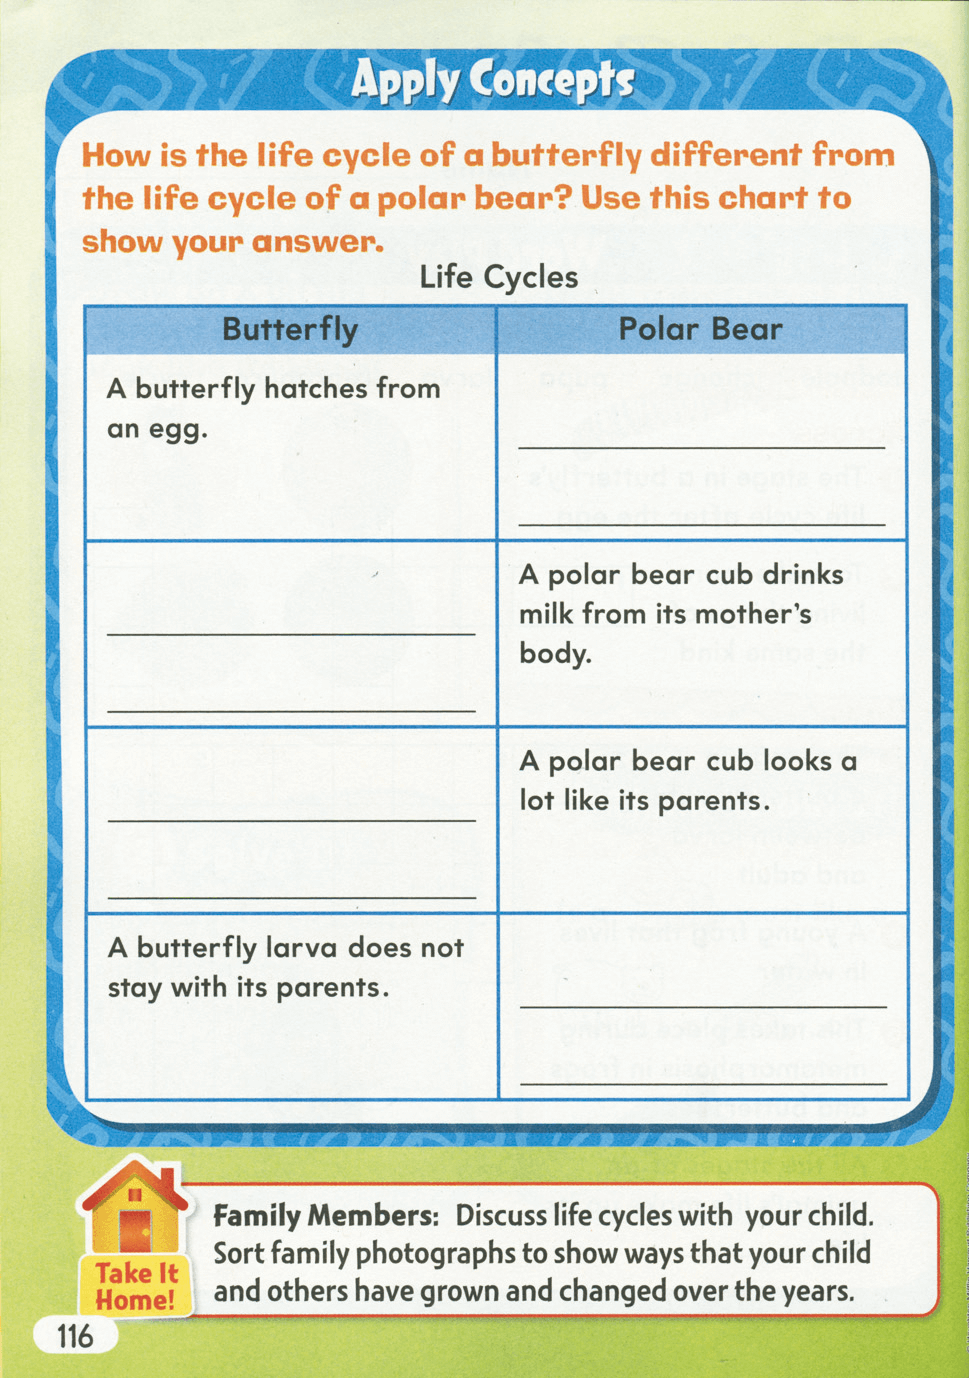 Apply Concepts
How is the life cycle of a butterfly different from
the life cycle of a polar bear? Use this chart to
show your answer.
Life Cycles
Butterfly
Polar Bear
A butterfly hatches from
an egg.
A polar bear cub drinks
milk from its mother's
body.
A polar bear cub looks a
lot like its parents.
A butterfly larva does not
stay with its parents.
Take It
Home!
Family Members: Discuss life cycles with your child.
Sort family photographs to show ways that your child
and others have grown and changed over the years.
116